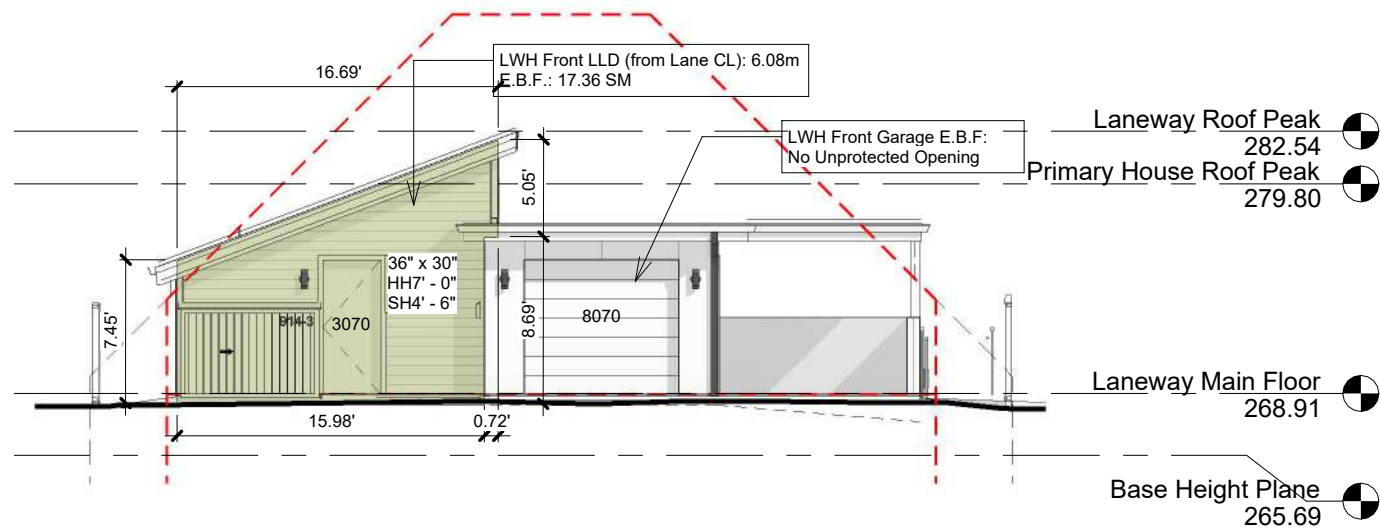 16.69'
LWH Front LLD (from Lane CL): 6.08m
E.B.F.: 17.36 SM
LWH Front Garage E.B.F:
No Unprotected Opening
Laneway Roof Peak
282.54
Primary House Roof Peak
279.80
5.05'
36" x 30"
HH7' - 0"
SH4' - 6"
914-3
3070
8070
8.69'
7.45'
Laneway Main Floor
268.91
15.98'
0.72'
Base Height Plane
265.69